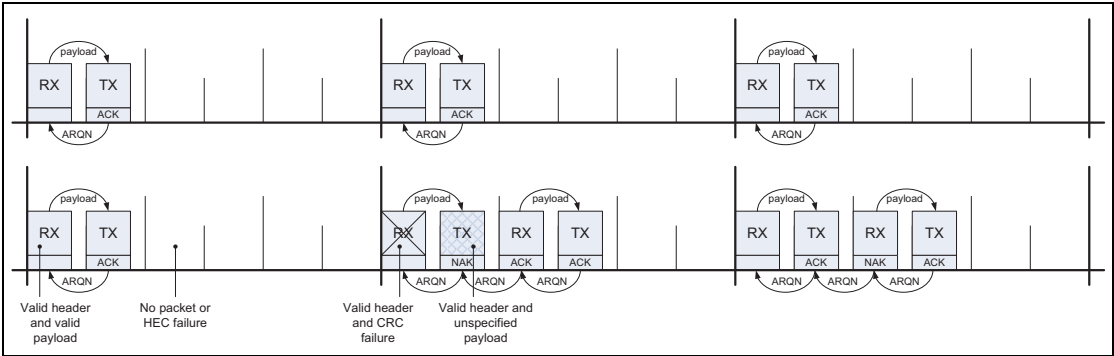 payload payload payload
RX TX RX TX RX TX
ACK ACK ACK
ARQN ARQN ARQN
payload payload payload payload payload
RX TX RX TX RX TX RX TX RX TX
ACK NAK ACK ACK ACK NAK ACK
ARQN ARQN ARQN ARQN ARQN ARQN ARQN
Valid header No packet or Valid header Valid header and
and valid HEC failure and CRC unspecified
payload failure payload